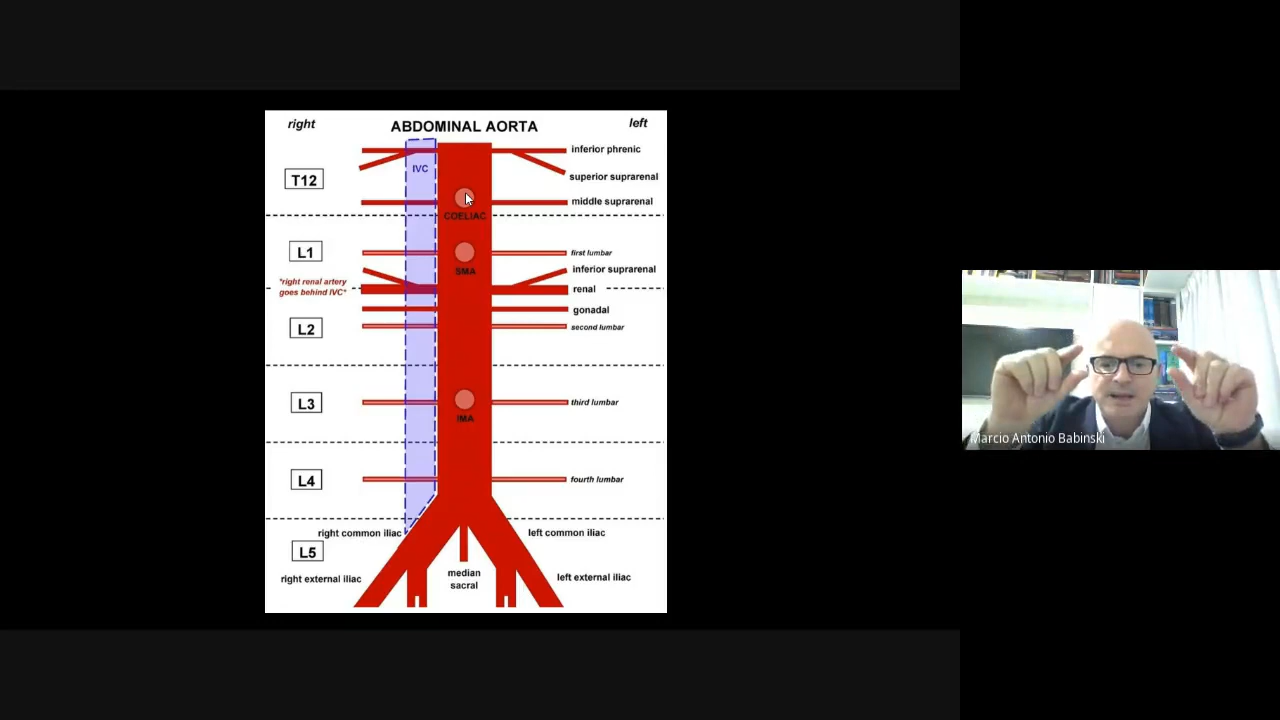 right
ABDOMINAL AORTA
left
inferior phrenic
IVC
T12
superior suprarenal
middle suprarenal
COELIAC
L1
first lumbar
SMA
inferior suprarenal
*right renal artery
goes behind IVC*
renal
gonadal
L2
second lumbar
L3
third lumbar
IMA
L4
fourth lumbar
right common iliac
left common iliac
L5
median
sacral
right external iliac
left external iliac
Marcio Antonio Babinski